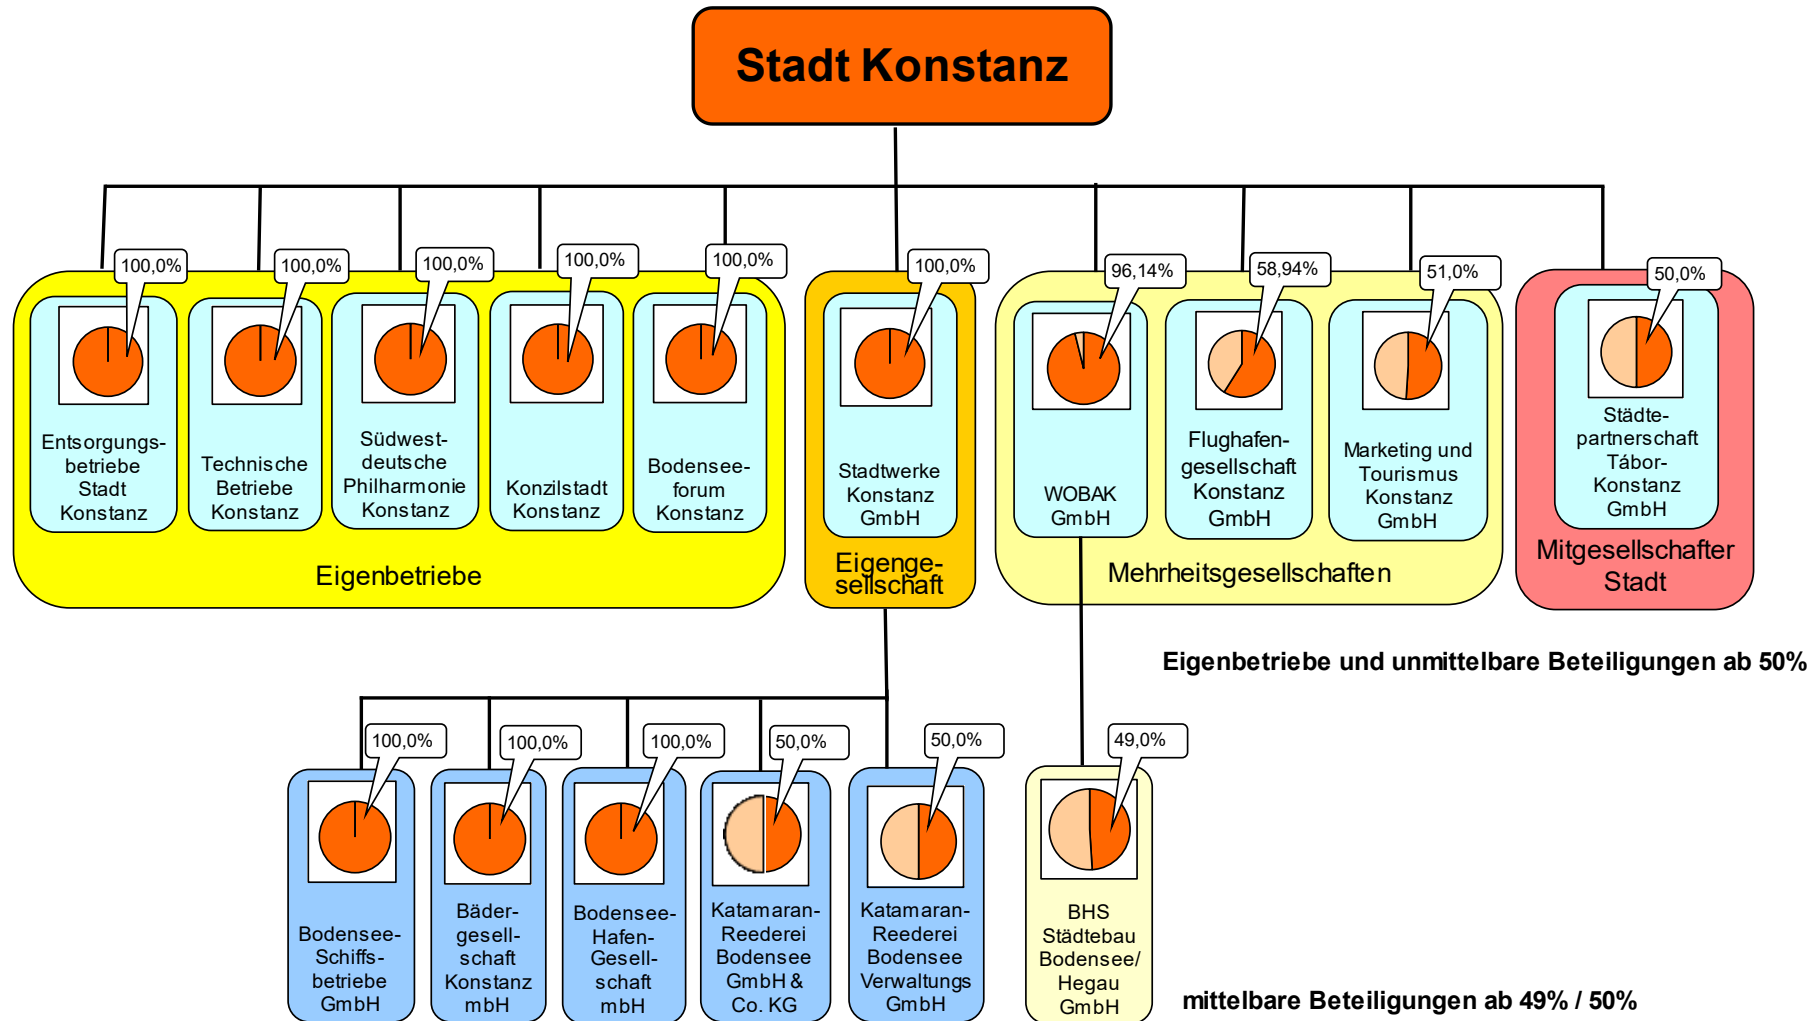 Stadt Konstanz
100,0%
100,0%
100,0%
100,0%
100,0%
100,0%
96,14%
58,94%
51,0%
50,0%
Entsorgungs-
betriebe
Stadt
Konstanz
Technische
Betriebe
Konstanz
Südwest-
deutsche
Philharmonie
Konstanz
Konzilstadt
Konstanz
Bodensee-
forum
Konstanz
Eigenbetriebe
Stadtwerke
Konstanz
GmbH
Eigenge-
sellschaft
WOBAK
GmbH
Flughafen-
gesellschaft
Konstanz
GmbH
Marketing und
Tourismus
Konstanz
GmbH
Mehrheitsgesellschaften
Städte-
partnerschaft
Tábor-
Konstanz
GmbH
Mitgesellschafter
Stadt
Eigenbetriebe und unmittelbare Beteiligungen ab 50%
100,0%
100,0%
100,0%
50,0%
50,0%
49,0%
Bodensee-
Schiffs-
betriebe
GmbH
Bäder-
gesell-
schaft
Konstanz
mbH
Bodensee-
Hafen-
Gesell-
schaft
mbH
Katamaran-
Reederei
Bodensee
GmbH &
Co. KG
Katamaran-
Reederei
Bodensee
Verwaltungs
GmbH
BHS
Städtebau
Bodensee/
Hegau
GmbH
mittelbare Beteiligungen ab 49% / 50%